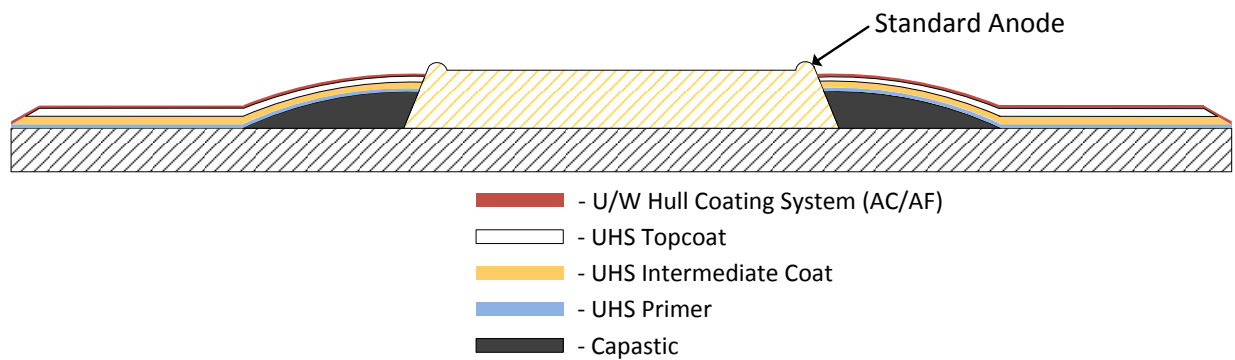 Standard Anode
- U/W Hull Coating System (AC/AF)
- UHS Topcoat
- UHS Intermediate Coat
- UHS Primer
- Capastic